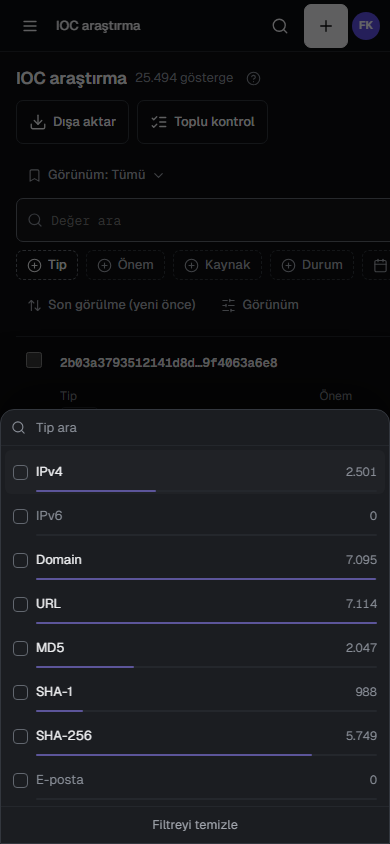 IOC araştırma
FK
IOC araştırma 25.494 gösterge
Dışa aktar Toplu kontrol
Görünüm: Tümü
Değer ara
Tip Önem Kaynak Durum
Son görülme (yeni önce) Görünüm
2b03a3793512141d8d…9f4063a6e8
Tip Önem
Tip ara
IPv4 2.501
IPv6 0
Domain 7.095
URL 7.114
MD5 2.047
SHA-1 988
SHA-256 5.749
E-posta 0
Filtreyi temizle